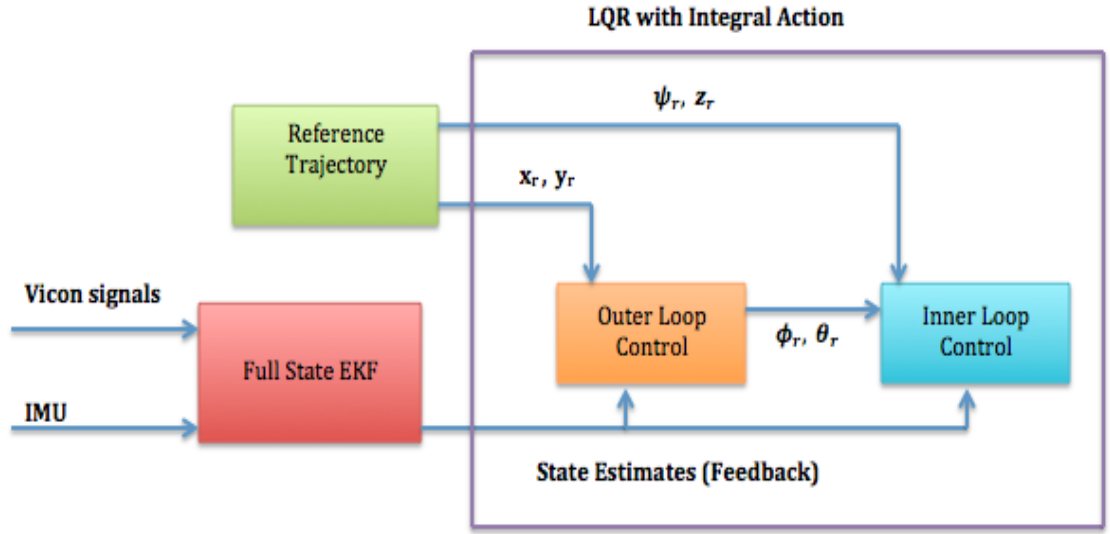 LQR with Integral Action
ψr, zr
Reference
Trajectory
xr, yr
Vicon signals
Outer Loop
Control
Inner Loop
Control
ϕr, θr
Full State EKF
IMU
State Estimates (Feedback)